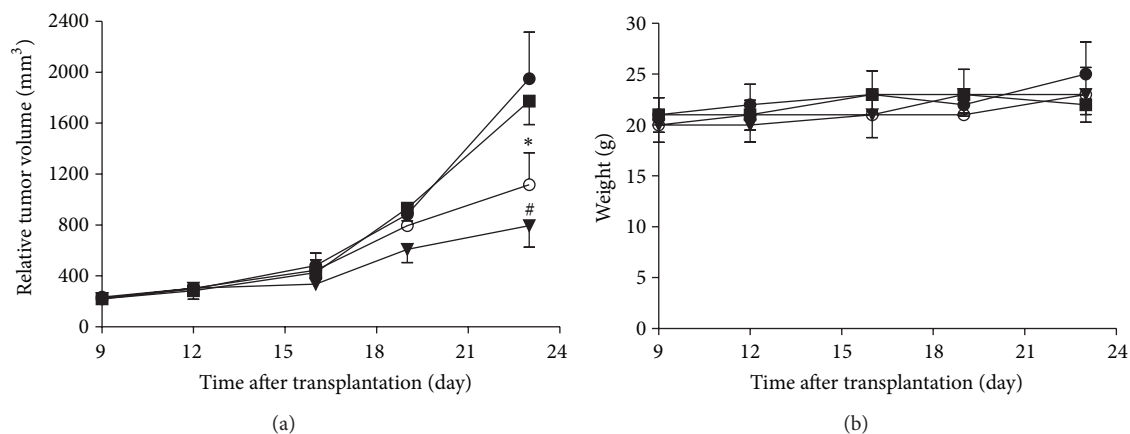 2400
2000
1600
1200
800
400
0
Relative tumor volume (mm³)
*
#
9 12 15 18 21 24
Time after transplantation (day)
(a)
30
25
20
15
10
5
0
Weight (g)
9 12 15 18 21 24
Time after transplantation (day)
(b)